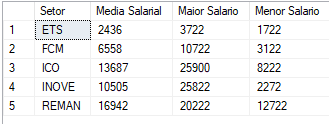 Setor Media Salarial Maior Salario Menor Salario
1 ETS 2436 3722 1722
2 FCM 6558 10722 3122
3 ICO 13687 25900 8222
4 INOVE 10505 25822 2272
5 REMAN 16942 20222 12722